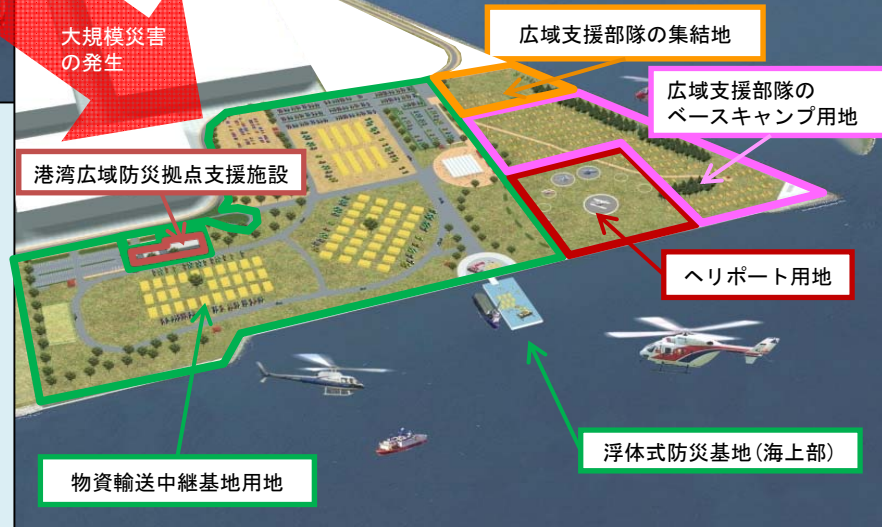 大規模災害
の発生
広域支援部隊の集結地
広域支援部隊の
ベースキャンプ用地
港湾広域防災拠点支援施設
ヘリポート用地
浮体式防災基地(海上部)
物資輸送中継基地用地